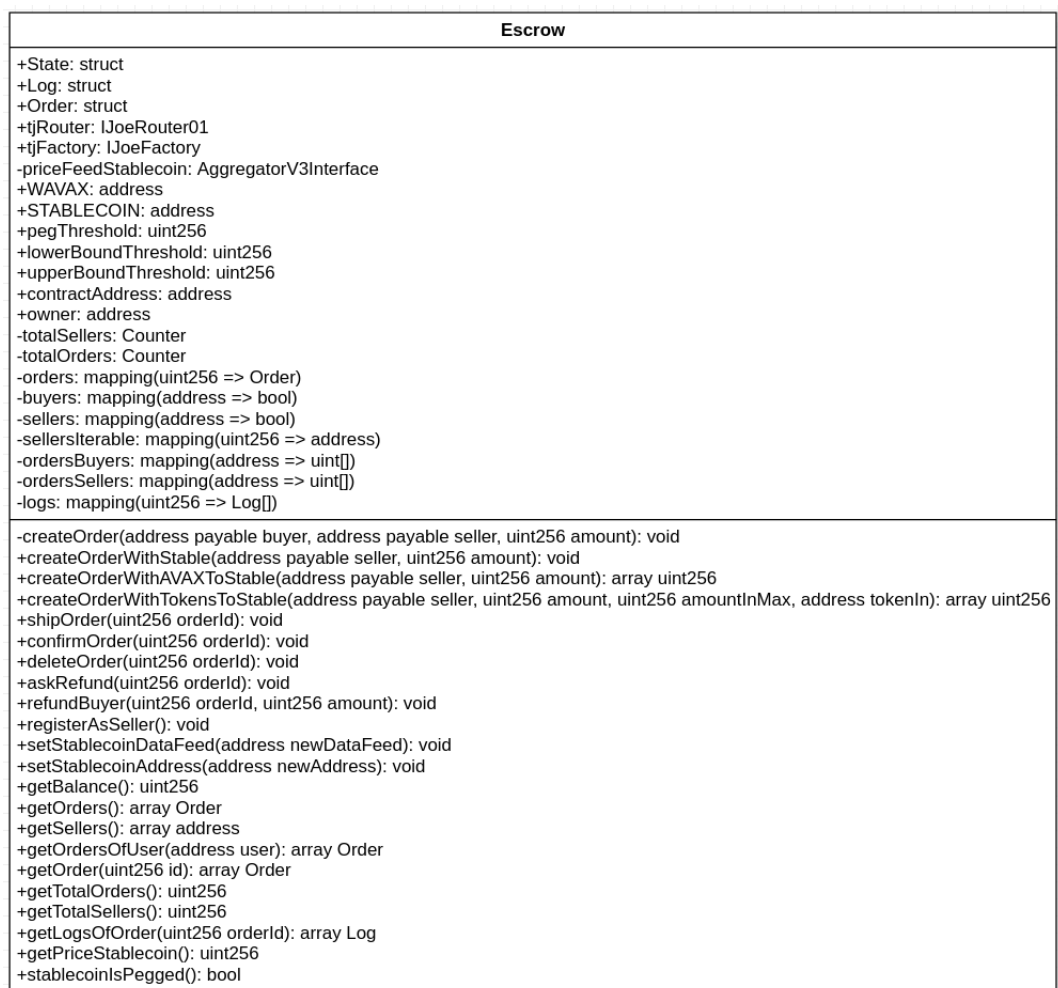 Escrow
+State: struct
+Log: struct
+Order: struct
+tjRouter: IJoeRouter01
+tjFactory: IJoeFactory
-priceFeedStablecoin: AggregatorV3Interface
+WAVAX: address
+STABLECOIN: address
+pegThreshold: uint256
+lowerBoundThreshold: uint256
+upperBoundThreshold: uint256
+contractAddress: address
+owner: address
-totalSellers: Counter
-totalOrders: Counter
-orders: mapping(uint256 => Order)
-buyers: mapping(address => bool)
-sellers: mapping(address => bool)
-sellersIterable: mapping(uint256 => address)
-ordersBuyers: mapping(address => uint[])
-ordersSellers: mapping(address => uint[])
-logs: mapping(uint256 => Log[])
-createOrder(address payable buyer, address payable seller, uint256 amount): void
+createOrderWithStable(address payable seller, uint256 amount): void
+createOrderWithAVAXToStable(address payable seller, uint256 amount): array uint256
+createOrderWithTokensToStable(address payable seller, uint256 amount, uint256 amountInMax, address tokenIn): array uint256
+shipOrder(uint256 orderId): void
+confirmOrder(uint256 orderId): void
+deleteOrder(uint256 orderId): void
+askRefund(uint256 orderId): void
+refundBuyer(uint256 orderId, uint256 amount): void
+registerAsSeller(): void
+setStablecoinDataFeed(address newDataFeed): void
+setStablecoinAddress(address newAddress): void
+getBalance(): uint256
+getOrders(): array Order
+getSellers(): array address
+getOrdersOfUser(address user): array Order
+getOrder(uint256 id): array Order
+getTotalOrders(): uint256
+getTotalSellers(): uint256
+getLogsOfOrder(uint256 orderId): array Log
+getPriceStablecoin(): uint256
+stablecoinIsPegged(): bool